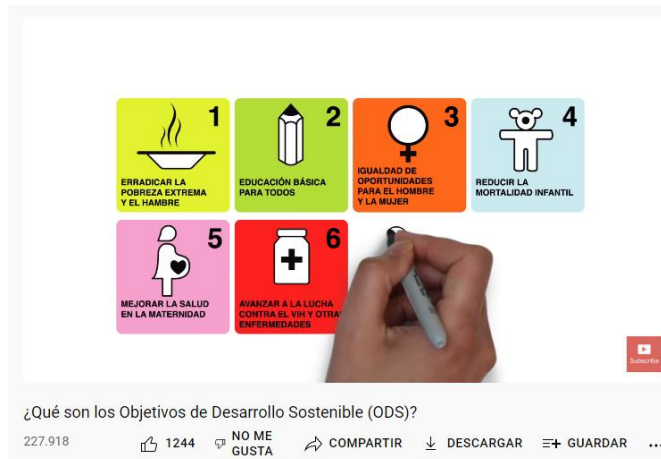 1
ERRADICAR LA
POBREZA EXTREMA
Y EL HAMBRE
2
EDUCACIÓN BÁSICA
PARA TODOS
3
IGUALDAD DE
OPORTUNIDADES
PARA EL HOMBRE
Y LA MUJER
4
REDUCIR LA
MORTALIDAD INFANTIL
5
MEJORAR LA SALUD
EN LA MATERNIDAD
6
AVANZAR A LA LUCHA
CONTRA EL VIH Y OTRA
ENFERMEDADES
Subscribe
¿Qué son los Objetivos de Desarrollo Sostenible (ODS)?
227.918
1244
NO ME
GUSTA
COMPARTIR
DESCARGAR
GUARDAR